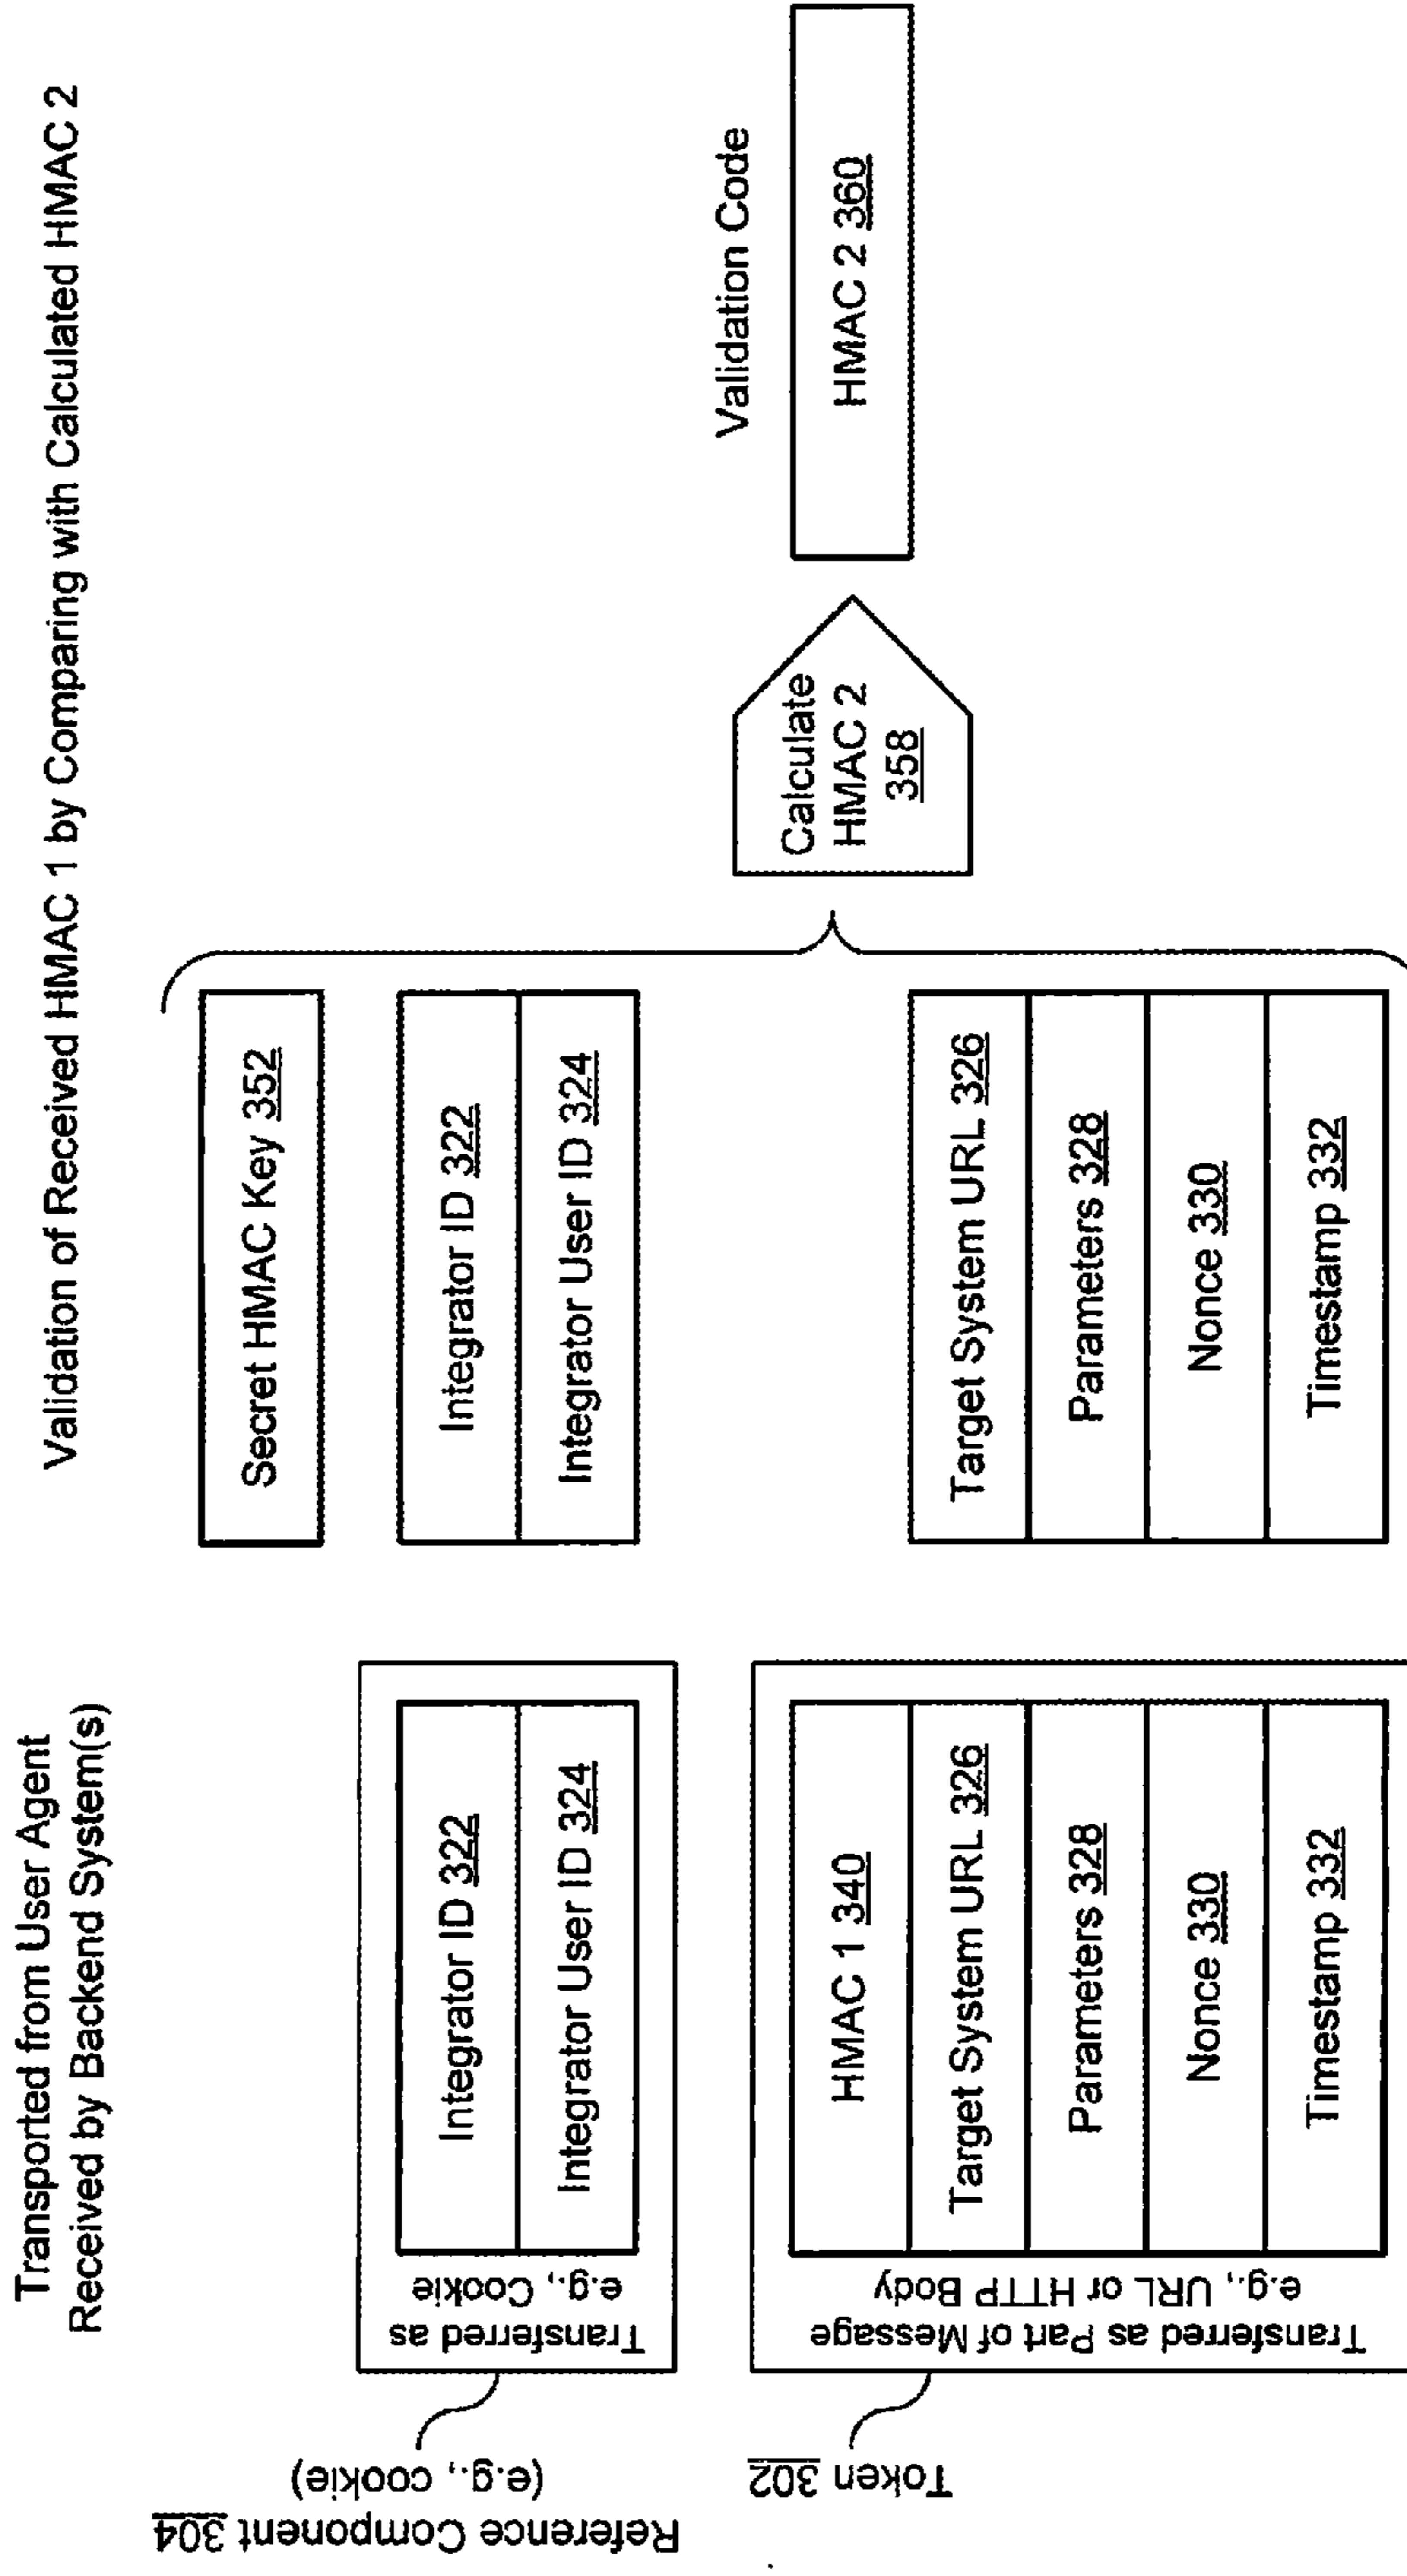 Transported from User Agent
Received by Backend System(s)
Validation of Received HMAC 1 by Comparing with Calculated HMAC 2
Reference Component 304
(e.g., cookie)
Transferred as
e.g., Cookie
Integrator ID 322
Integrator User ID 324
Token 302
Transferred as Part of Message
e.g., URL or HTTP Body
HMAC 1 340
Target System URL 326
Parameters 328
Nonce 330
Timestamp 332
Secret HMAC Key 352
Integrator ID 322
Integrator User ID 324
Target System URL 326
Parameters 328
Nonce 330
Timestamp 332
Calculate
HMAC 2
358
Validation Code
HMAC 2 360